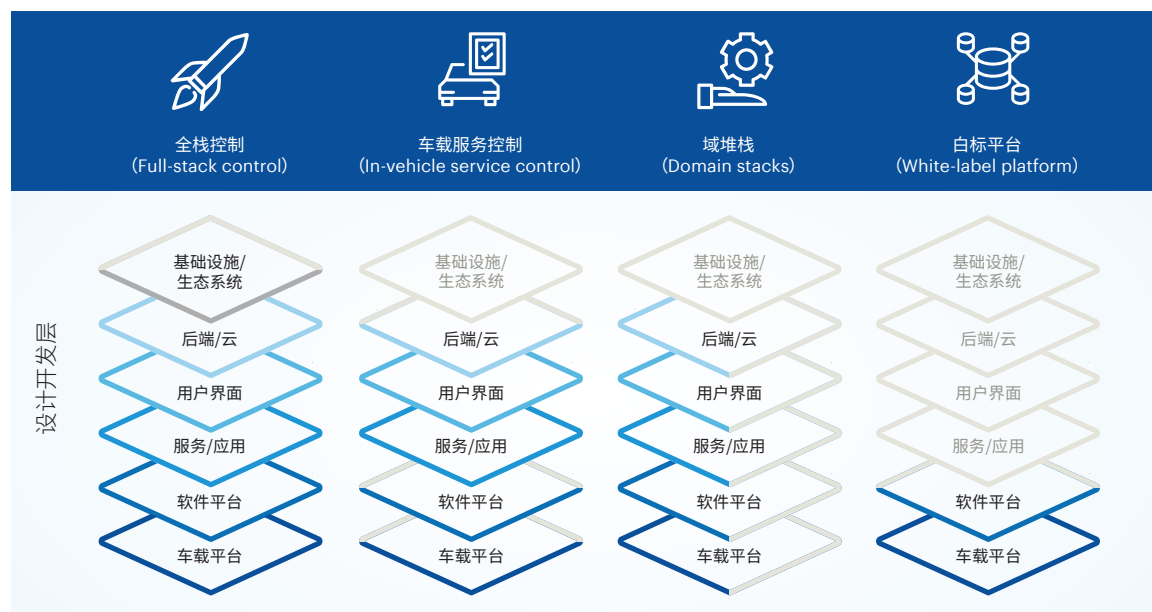 全栈控制
（Full-stack control）
车载服务控制
（In-vehicle service control）
域堆栈
（Domain stacks）
白标平台
（White-label platform）
设计开发层
基础设施/
生态系统
后端/云
用户界面
服务/应用
软件平台
车载平台
基础设施/
生态系统
后端/云
用户界面
服务/应用
软件平台
车载平台
基础设施/
生态系统
后端/云
用户界面
服务/应用
软件平台
车载平台
基础设施/
生态系统
后端/云
用户界面
服务/应用
软件平台
车载平台